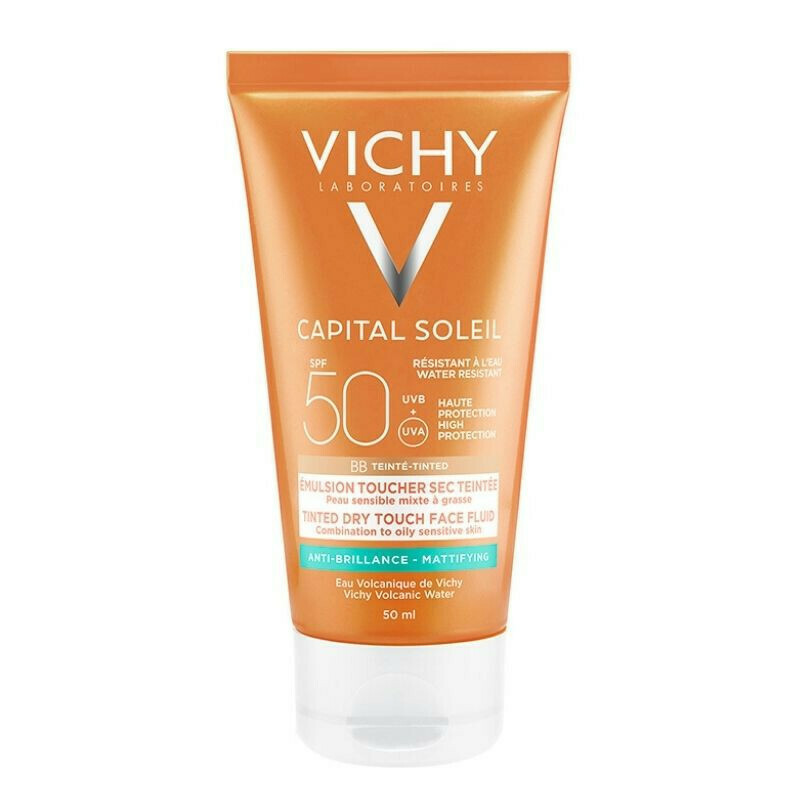 VICHY
LABORATOIRES
CAPITAL SOLEIL
SPF
50
RÉSISTANT À L'EAU
WATER RESISTANT
UVB
+
UVA
HAUTE
PROTECTION
HIGH
PROTECTION
BB TEINTÉ-TINTED
ÉMULSION TOUCHER SEC TEINTÉE
Peau sensible mixte à grasse
TINTED DRY TOUCH FACE FLUID
Combination to oily sensitive skin
ANTI-BRILLANCE - MATTIFYING
Eau Volcanique de Vichy
Vichy Volcanic Water
50 ml